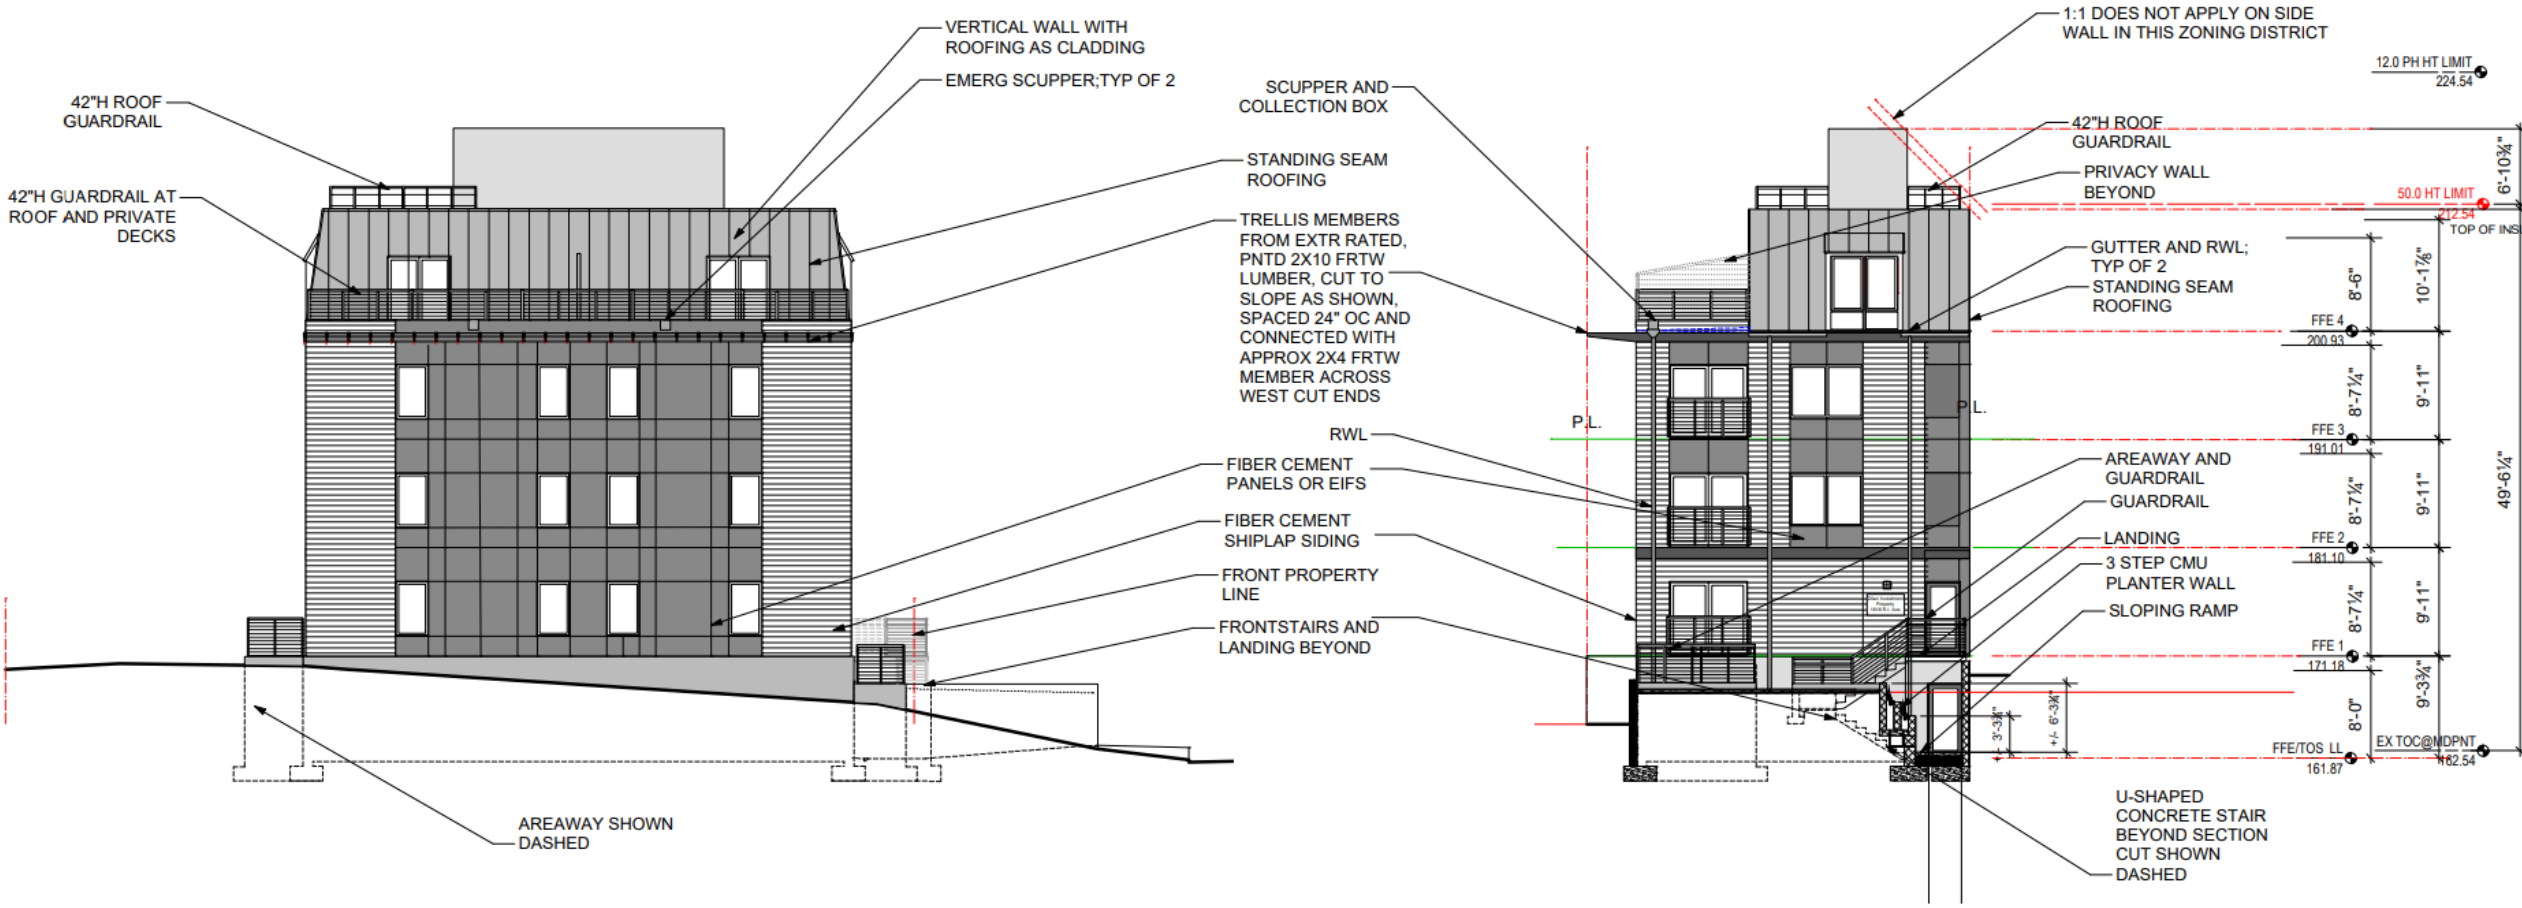 VERTICAL WALL WITH
ROOFING AS CLADDING
EMERG SCUPPER;TYP OF 2
42"H ROOF
GUARDRAIL
42"H GUARDRAIL AT
ROOF AND PRIVATE
DECKS
SCUPPER AND
COLLECTION BOX
STANDING SEAM
ROOFING
TRELLIS MEMBERS
FROM EXTR RATED,
PNTD 2X10 FRTW
LUMBER, CUT TO
SLOPE AS SHOWN,
SPACED 24" OC AND
CONNECTED WITH
APPROX 2X4 FRTW
MEMBER ACROSS
WEST CUT ENDS
RWL
FIBER CEMENT
PANELS OR EIFS
FIBER CEMENT
SHIPLAP SIDING
FRONT PROPERTY
LINE
FRONTSTAIRS AND
LANDING BEYOND
AREAWAY SHOWN
DASHED
1:1 DOES NOT APPLY ON SIDE
WALL IN THIS ZONING DISTRICT
42"H ROOF
GUARDRAIL
PRIVACY WALL
BEYOND
GUTTER AND RWL;
TYP OF 2
STANDING SEAM
ROOFING
P.L.
P.L.
AREAWAY AND
GUARDRAIL
GUARDRAIL
LANDING
3 STEP CMU
PLANTER WALL
SLOPING RAMP
U-SHAPED
CONCRETE STAIR
BEYOND SECTION
CUT SHOWN
DASHED
12.0 PH HT LIMIT
224.54
50.0 HT LIMIT
212.54
TOP OF INS
FFE 4
200.93
FFE 3
191.01
FFE 2
181.10
FFE 1
171.18
FFE/TOS LL
161.87
EX TOC@MDPNT
162.54
8'-6"
8'-7¼"
8'-7¼"
8'-7¼"
8'-0"
10'-1⅞"
9'-11"
9'-11"
9'-11"
9'-3¾"
6'-10¾"
49'-6¼"
+/- 3'-3¾"
+/- 6'-3¾"